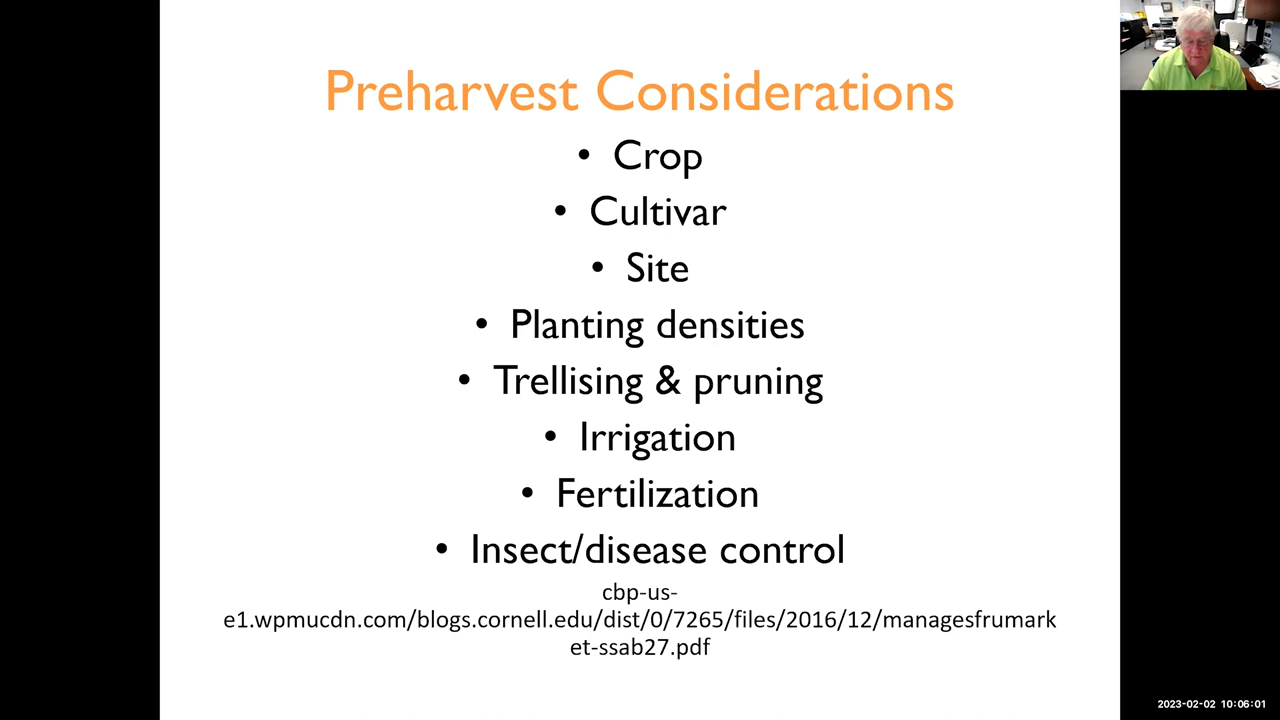 Preharvest Considerations
• Crop
• Cultivar
• Site
• Planting densities
• Trellising & pruning
• Irrigation
• Fertilization
• Insect/disease control
cbp-us-
e1.wpmucdn.com/blogs.cornell.edu/dist/0/7265/files/2016/12/managesfrumark
et-ssab27.pdf
2023-02-02 10:06:01